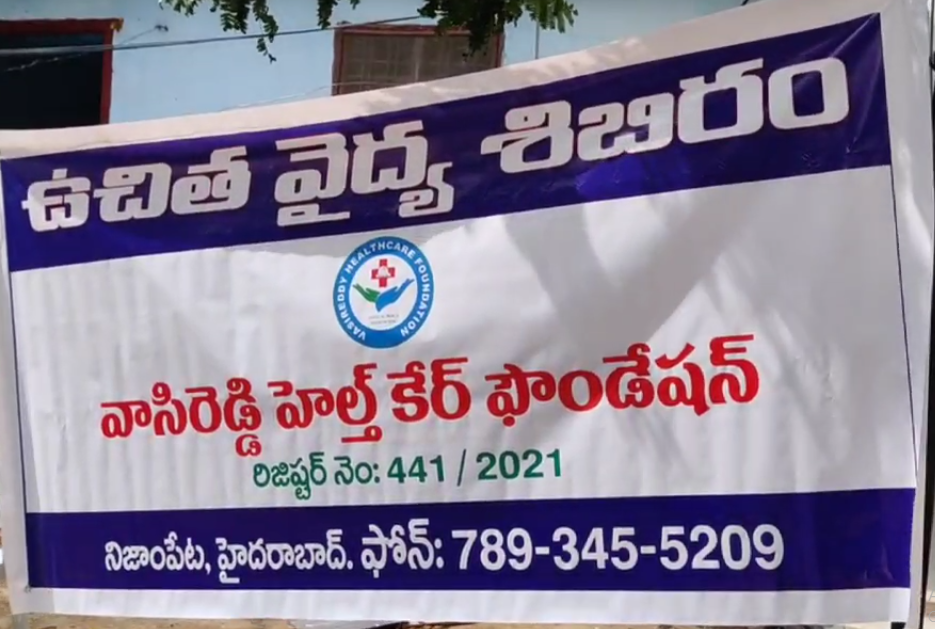 ఉచిత వైద్య శిబిరం
VASIREDDY HEALTHCARE FOUNDATION
వాసిరెడ్డి హెల్త్ కేర్ ఫౌండేషన్
రిజిష్టర్ నెం: 441 / 2021
నిజాంపేట, హైదరాబాద్. ఫోన్: 789-345-5209